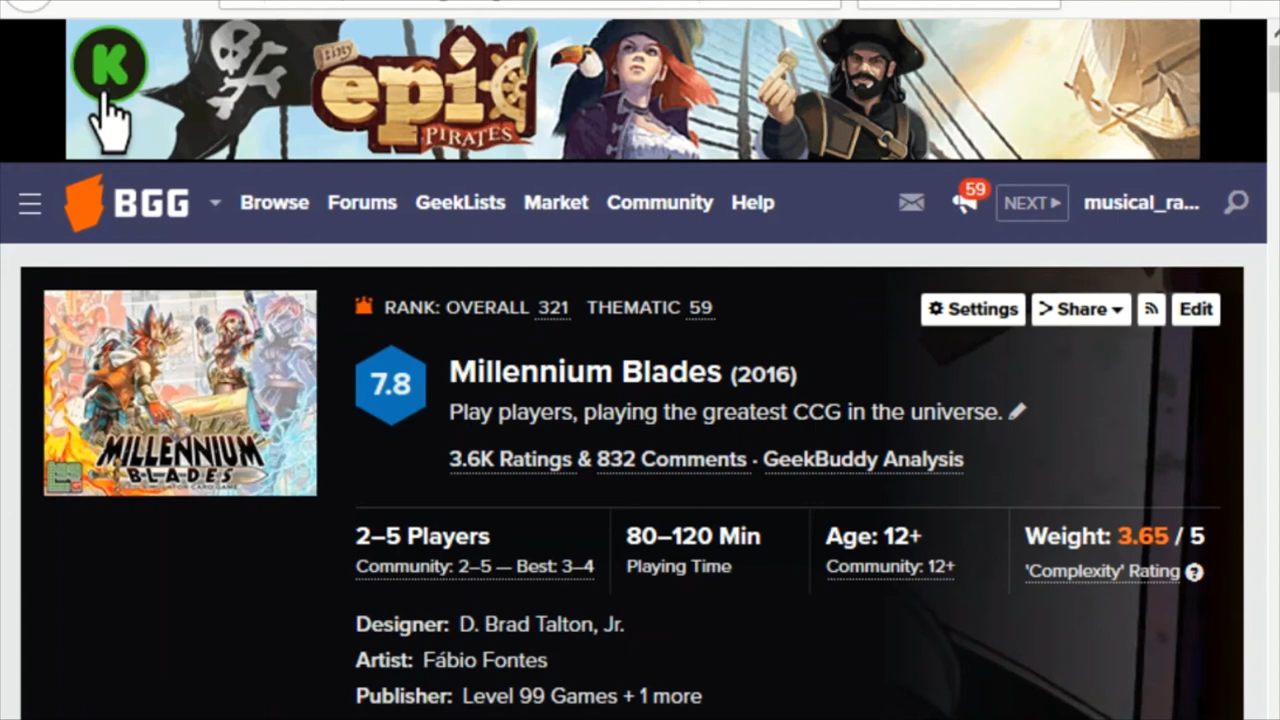 K
tiny
epic
PIRATES
BGG Browse Forums GeekLists Market Community Help 59 NEXT musical_ra...
RANK: OVERALL 321 THEMATIC 59
Settings Share Edit
7.8
Millennium Blades (2016)
Play players, playing the greatest CCG in the universe.
3.6K Ratings & 832 Comments · GeekBuddy Analysis
MILLENNIUM
BLADES
2–5 Players
Community: 2–5 — Best: 3–4
80–120 Min
Playing Time
Age: 12+
Community: 12+
Weight: 3.65 / 5
'Complexity' Rating ?
Designer: D. Brad Talton, Jr.
Artist: Fábio Fontes
Publisher: Level 99 Games + 1 more